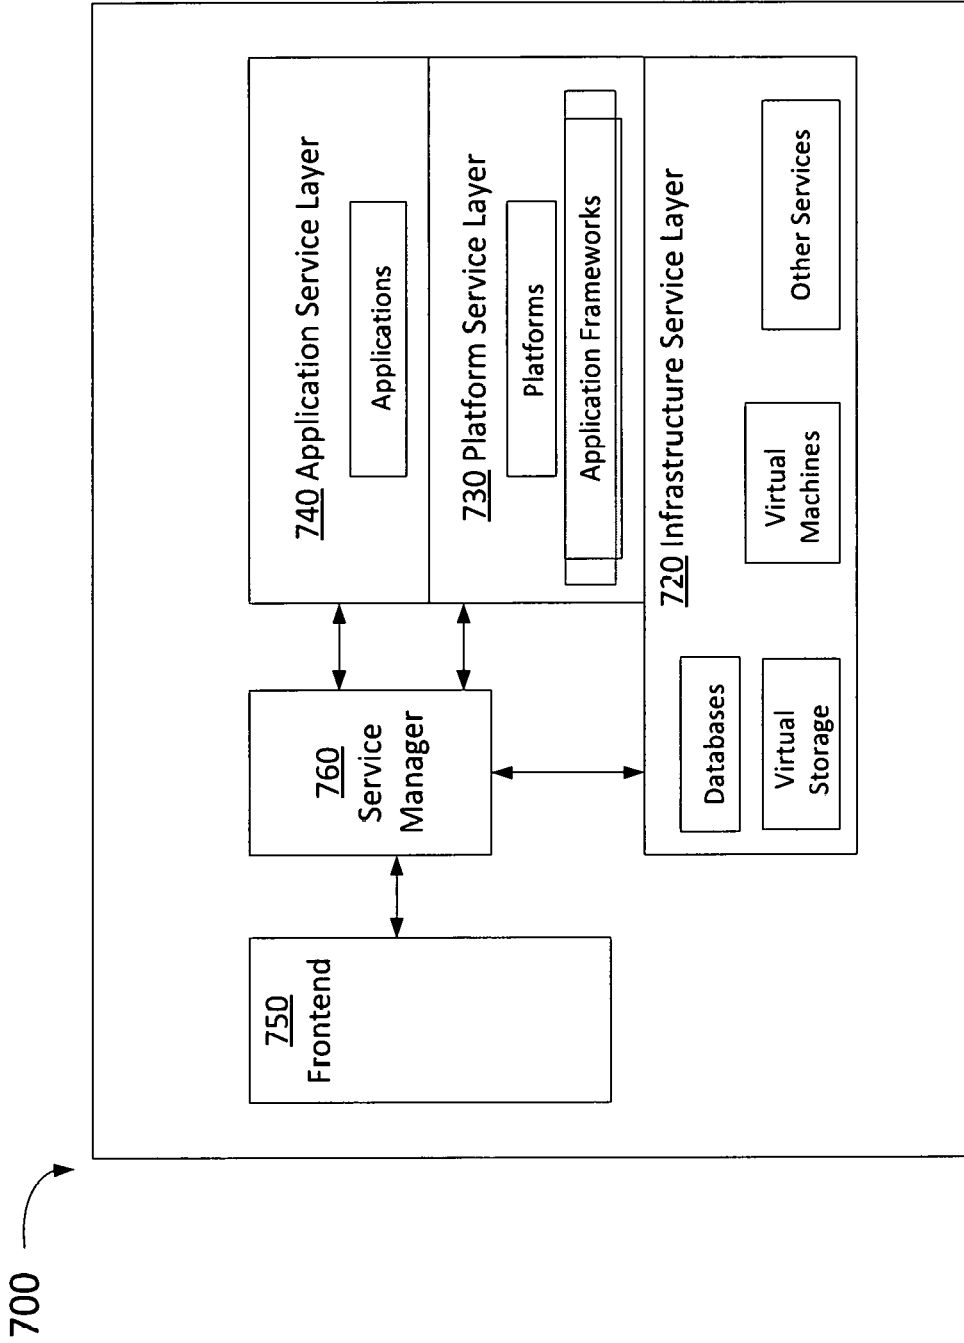 700
750
Frontend
760
Service
Manager
740 Application Service Layer
Applications
730 Platform Service Layer
Platforms
Application Frameworks
720 Infrastructure Service Layer
Databases
Virtual
Storage
Virtual
Machines
Other Services